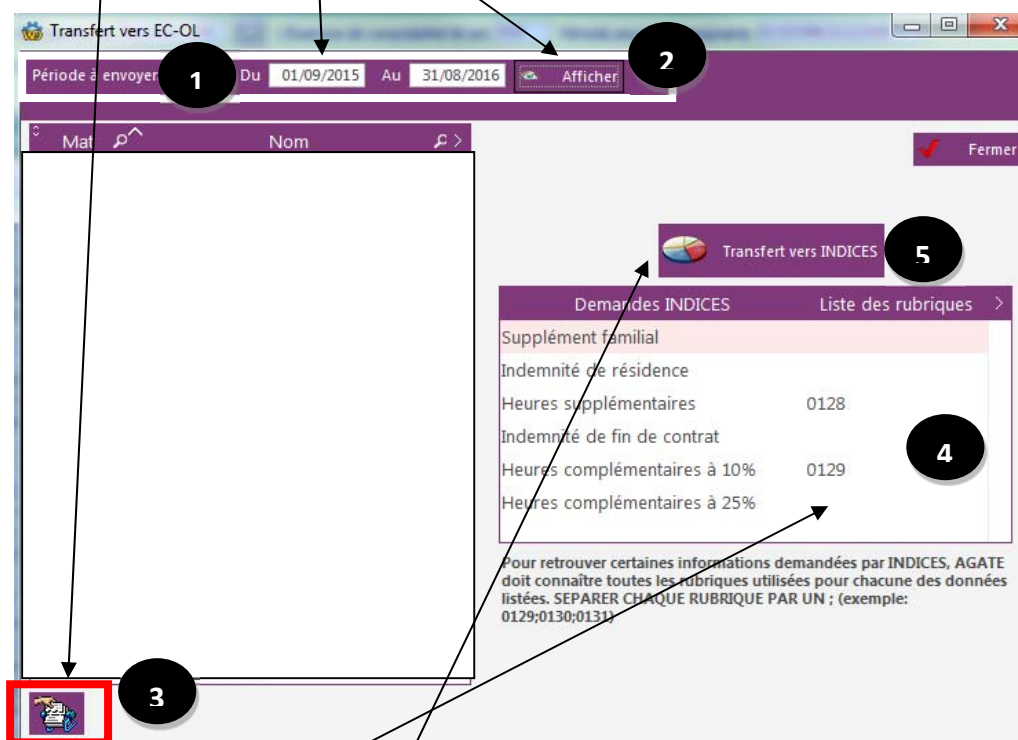 Transfert vers EC-OL
Période à envoyer Du 01/09/2015 Au 31/08/2016 Afficher
1
2
Mat Nom
Fermer
Transfert vers INDICES
5
Demandes INDICES Liste des rubriques
Supplément familial
Indemnité de résidence
Heures supplémentaires 0128
Indemnité de fin de contrat
Heures complémentaires à 10% 0129
Heures complémentaires à 25%
4
Pour retrouver certaines informations demandées par INDICES, AGATE
doit connaître toutes les rubriques utilisées pour chacune des données
listées. SEPARER CHAQUE RUBRIQUE PAR UN ; (exemple:
0129;0130;0131)
3